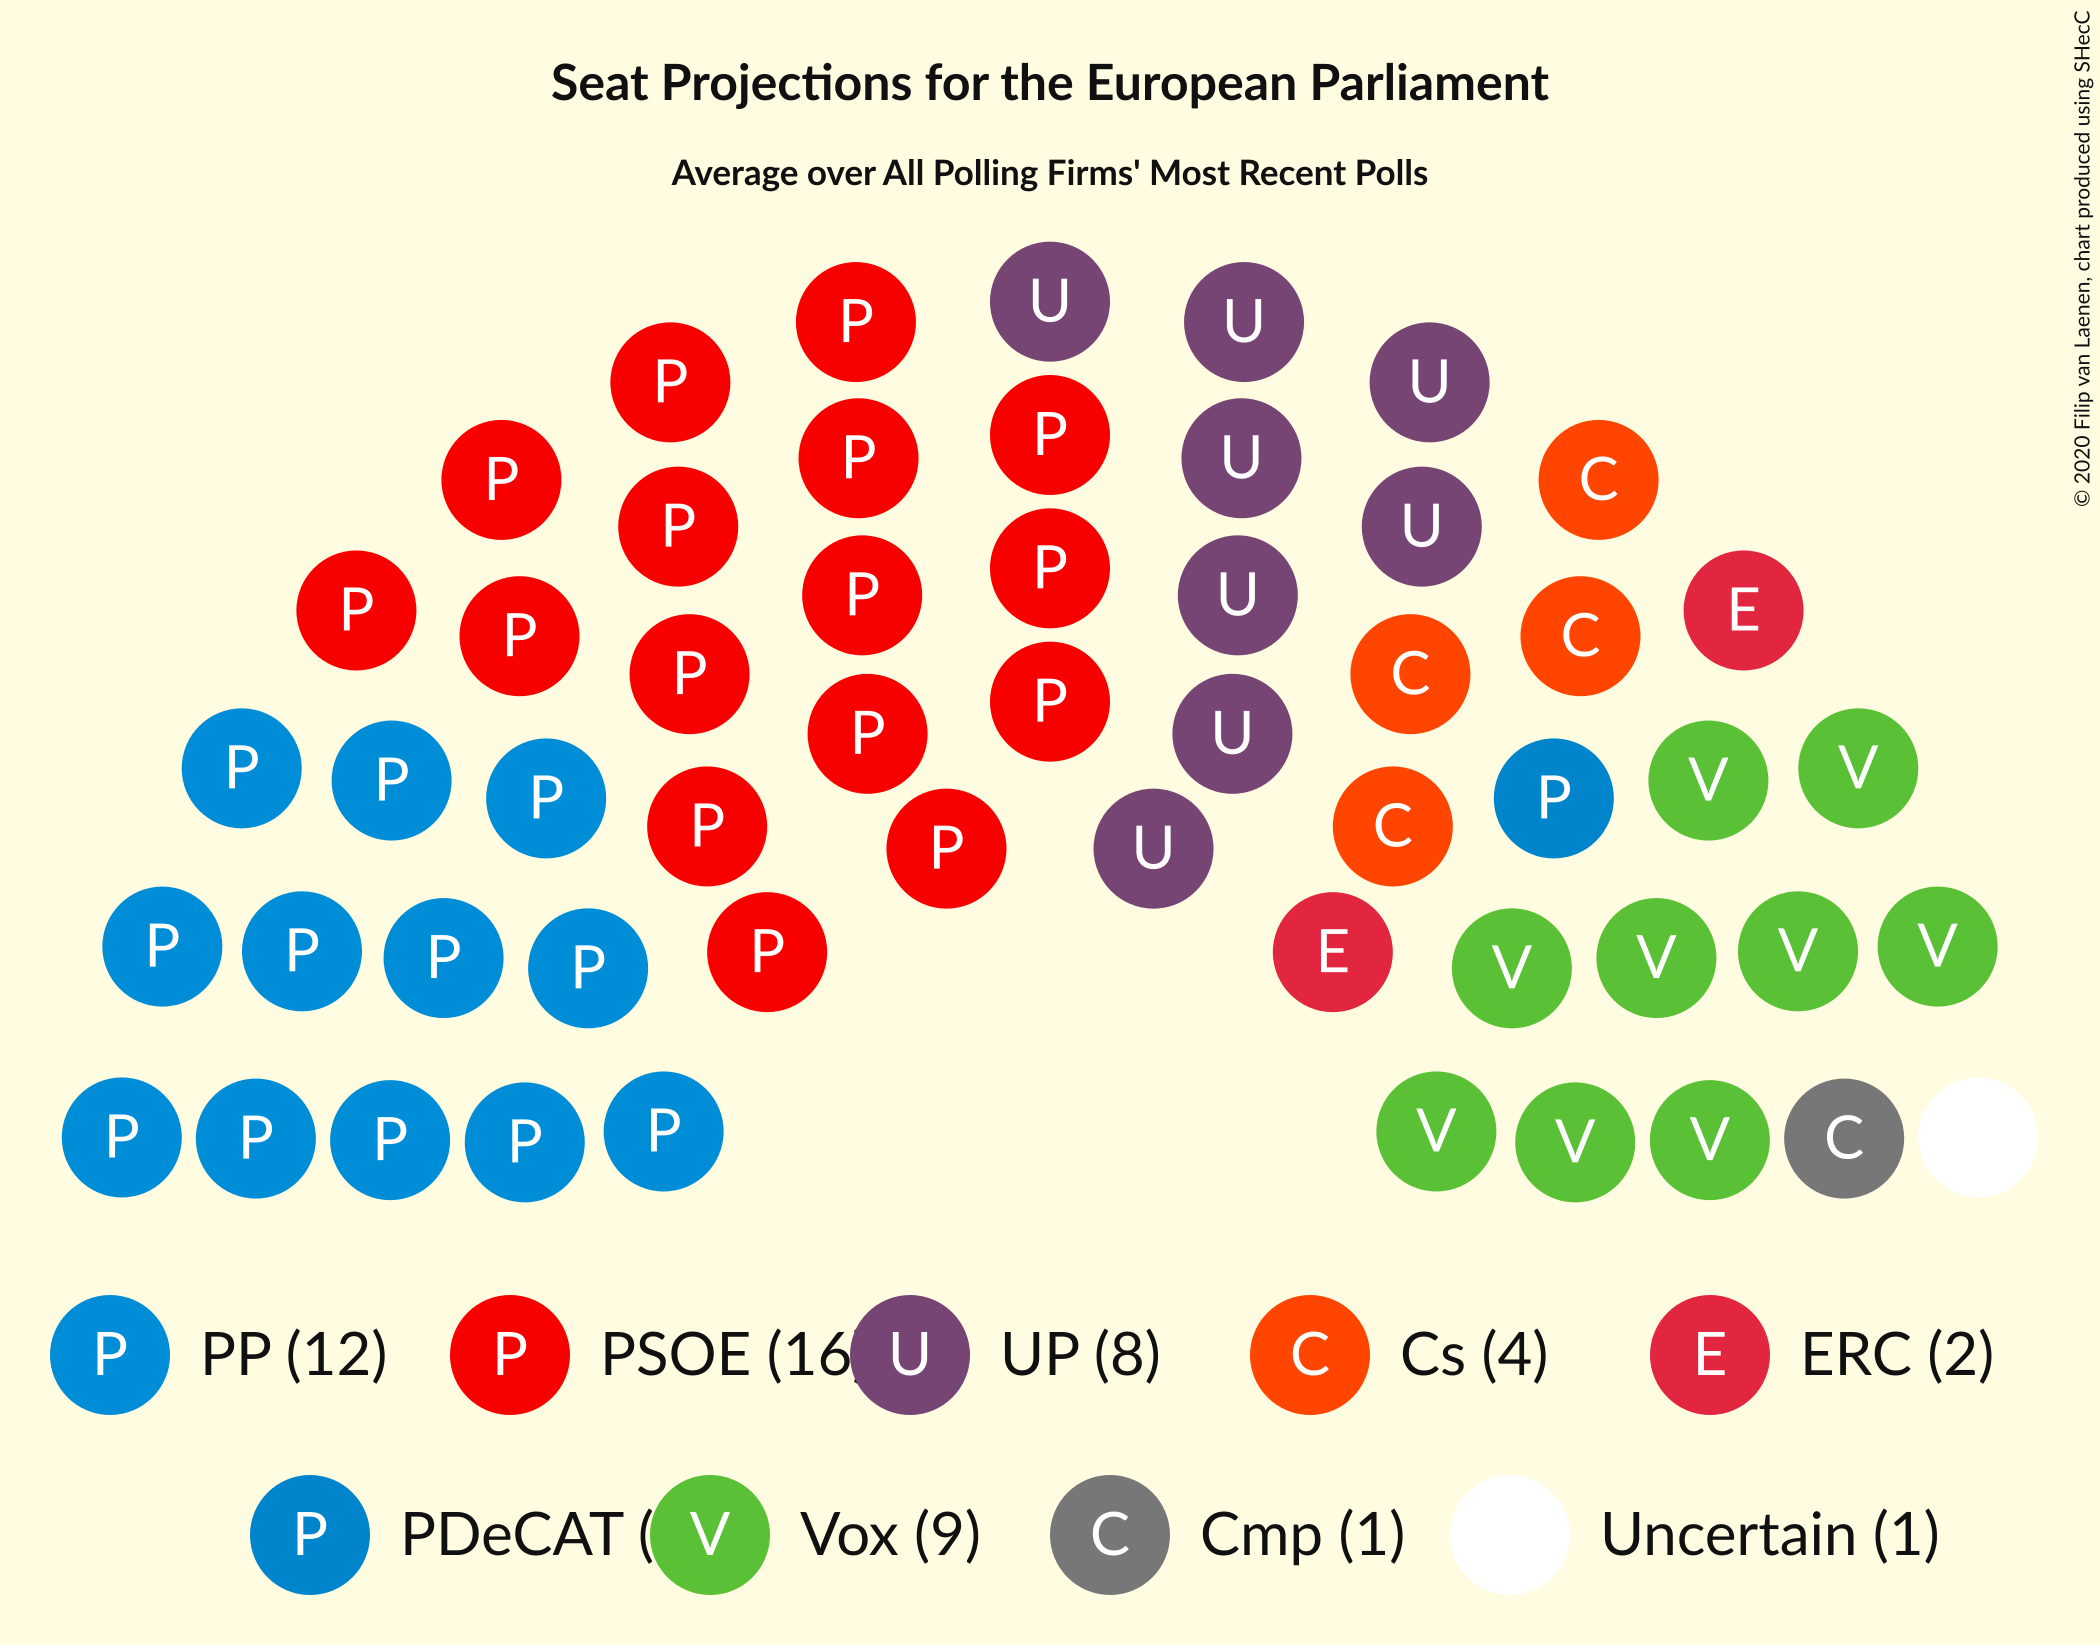 Seat Projections for the European Parliament
Average over All Polling Firms' Most Recent Polls
© 2020 Filip van Laenen, chart produced using SHecC
U
P U
P U
P
P P U
P C
P U
P P
P U
P E
P C
P P
P C
P U
P P V V
P P P
P C
P U
P P P P P E V V V V
P P P P P V V V V C
P PP (12) P PSOE (16 U UP (8) C Cs (4) E ERC (2)
P PDeCAT ( V Vox (9) C Cmp (1) Uncertain (1)